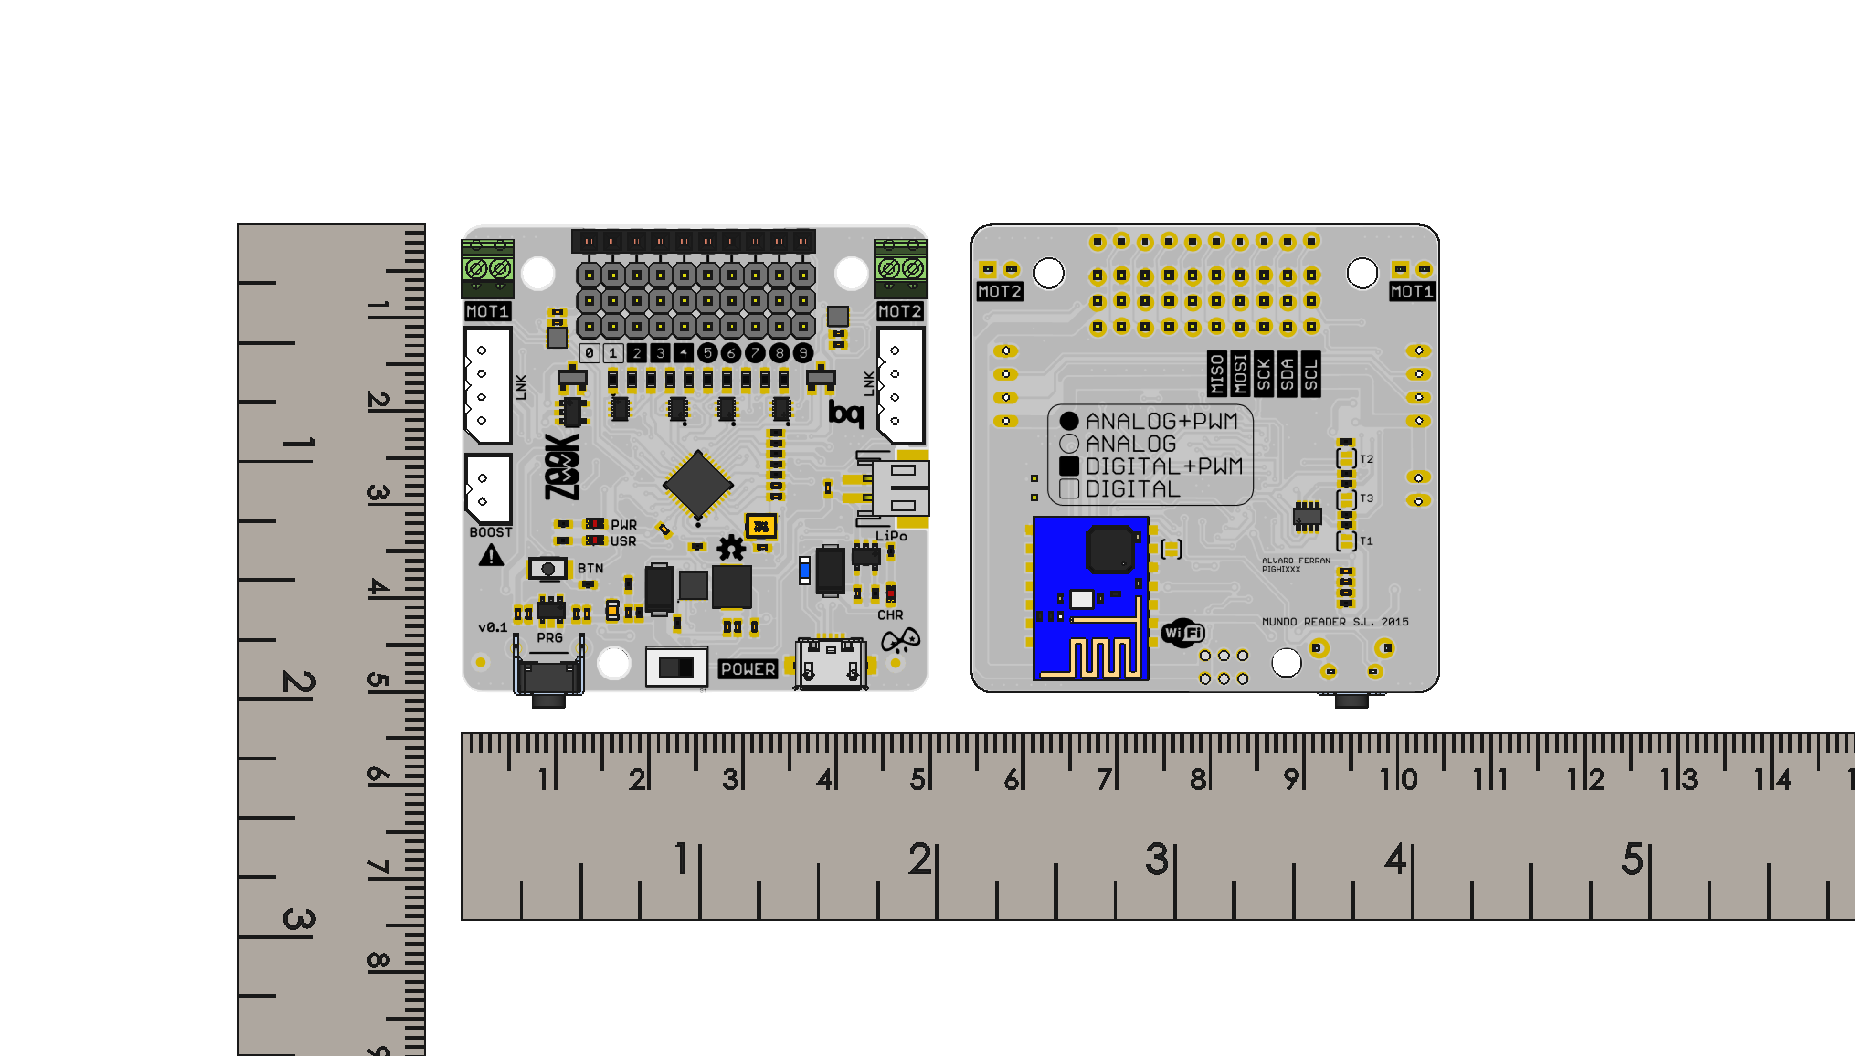 MOT1
MOT2
0 1 2 3 4 5 6 7 8 9
LNK
LNK
bq
ZOOK
BOOST
PWR
USR
BTN
LiPo
CHR
v0.1
PRG
POWER
MOT2
MOT1
MISO
MOSI
SCK
SDA
SCL
ANALOG+PWM
ANALOG
DIGITAL+PWM
DIGITAL
T2
T3
T1
ALVARO FERRAN
PIGHIXXX
MUNDO READER S.L. 2015
WiFi
1 2 3 4 5 6 7 8 9
1 2 3
1 2 3 4 5 6 7 8 9 10 11 12 13 14 1
1 2 3 4 5